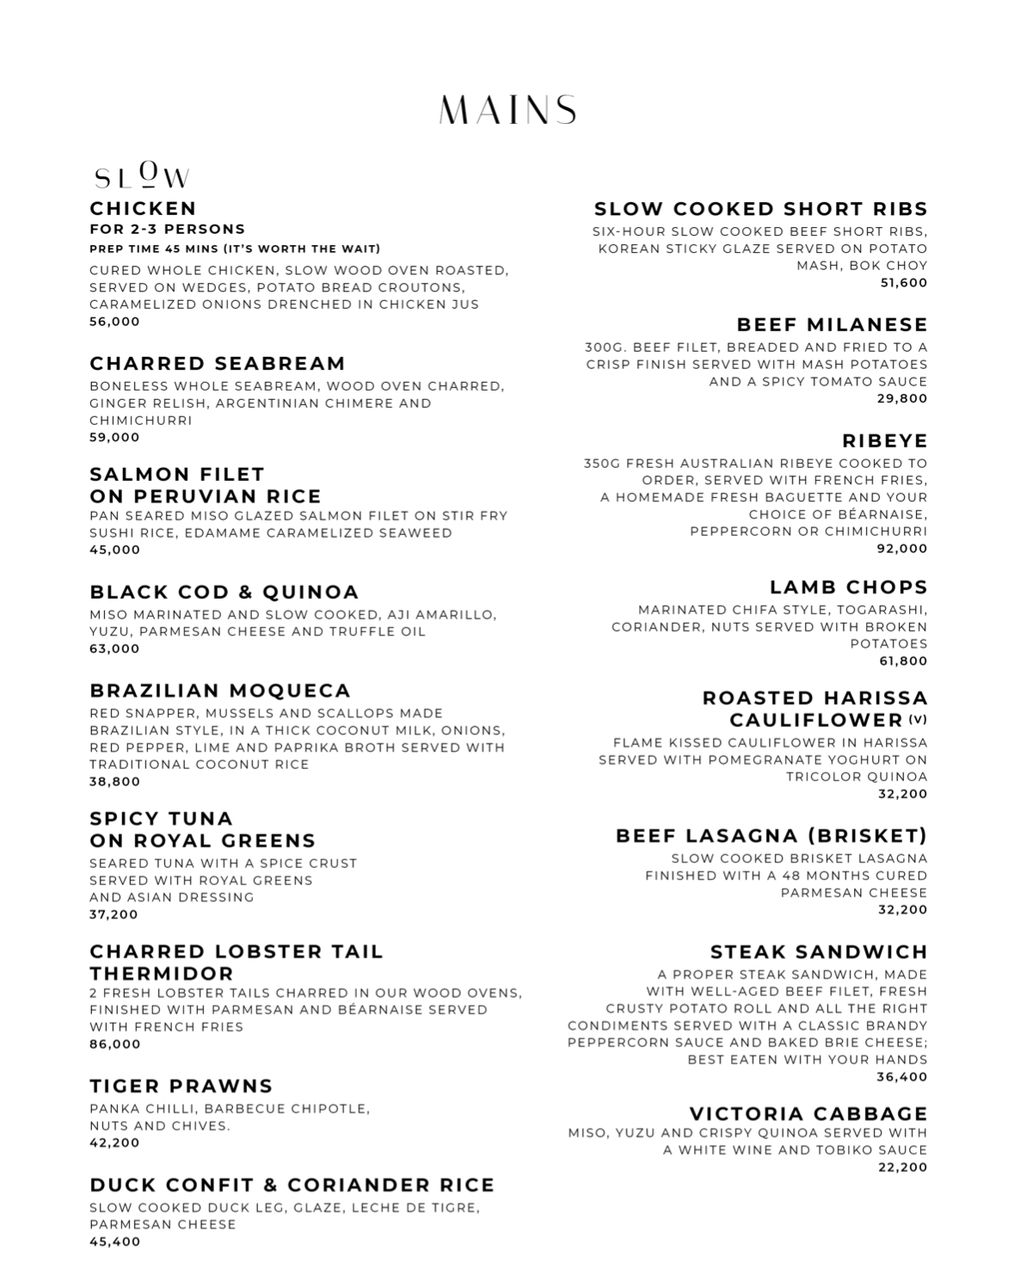 MAINS
SLOW
CHICKEN
FOR 2-3 PERSONS
PREP TIME 45 MINS (IT'S WORTH THE WAIT)
CURED WHOLE CHICKEN, SLOW WOOD OVEN ROASTED,
SERVED ON WEDGES, POTATO BREAD CROUTONS,
CARAMELIZED ONIONS DRENCHED IN CHICKEN JUS
56,000
CHARRED SEABREAM
BONELESS WHOLE SEABREAM, WOOD OVEN CHARRED,
GINGER RELISH, ARGENTINIAN CHIMERE AND
CHIMICHURRI
59,000
SALMON FILET
ON PERUVIAN RICE
PAN SEARED MISO GLAZED SALMON FILET ON STIR FRY
SUSHI RICE, EDAMAME CARAMELIZED SEAWEED
45,000
BLACK COD & QUINOA
MISO MARINATED AND SLOW COOKED, AJI AMARILLO,
YUZU, PARMESAN CHEESE AND TRUFFLE OIL
63,000
BRAZILIAN MOQUECA
RED SNAPPER, MUSSELS AND SCALLOPS MADE
BRAZILIAN STYLE, IN A THICK COCONUT MILK, ONIONS,
RED PEPPER, LIME AND PAPRIKA BROTH SERVED WITH
TRADITIONAL COCONUT RICE
38,800
SPICY TUNA
ON ROYAL GREENS
SEARED TUNA WITH A SPICE CRUST
SERVED WITH ROYAL GREENS
AND ASIAN DRESSING
37,200
CHARRED LOBSTER TAIL
THERMIDOR
2 FRESH LOBSTER TAILS CHARRED IN OUR WOOD OVENS,
FINISHED WITH PARMESAN AND BÉARNAISE SERVED
WITH FRENCH FRIES
86,000
TIGER PRAWNS
PANKA CHILLI, BARBECUE CHIPOTLE,
NUTS AND CHIVES.
42,200
DUCK CONFIT & CORIANDER RICE
SLOW COOKED DUCK LEG, GLAZE, LECHE DE TIGRE,
PARMESAN CHEESE
45,400
SLOW COOKED SHORT RIBS
SIX-HOUR SLOW COOKED BEEF SHORT RIBS,
KOREAN STICKY GLAZE SERVED ON POTATO
MASH, BOK CHOY
51,600
BEEF MILANESE
300G. BEEF FILET, BREADED AND FRIED TO A
CRISP FINISH SERVED WITH MASH POTATOES
AND A SPICY TOMATO SAUCE
29,800
RIBEYE
350G FRESH AUSTRALIAN RIBEYE COOKED TO
ORDER, SERVED WITH FRENCH FRIES,
A HOMEMADE FRESH BAGUETTE AND YOUR
CHOICE OF BÉARNAISE,
PEPPERCORN OR CHIMICHURRI
92,000
LAMB CHOPS
MARINATED CHIFA STYLE, TOGARASHI,
CORIANDER, NUTS SERVED WITH BROKEN
POTATOES
61,800
ROASTED HARISSA
CAULIFLOWER (V)
FLAME KISSED CAULIFLOWER IN HARISSA
SERVED WITH POMEGRANATE YOGHURT ON
TRICOLOR QUINOA
32,200
BEEF LASAGNA (BRISKET)
SLOW COOKED BRISKET LASAGNA
FINISHED WITH A 48 MONTHS CURED
PARMESAN CHEESE
32,200
STEAK SANDWICH
A PROPER STEAK SANDWICH, MADE
WITH WELL-AGED BEEF FILET, FRESH
CRUSTY POTATO ROLL AND ALL THE RIGHT
CONDIMENTS SERVED WITH A CLASSIC BRANDY
PEPPERCORN SAUCE AND BAKED BRIE CHEESE;
BEST EATEN WITH YOUR HANDS
36,400
VICTORIA CABBAGE
MISO, YUZU AND CRISPY QUINOA SERVED WITH
A WHITE WINE AND TOBIKO SAUCE
22,200